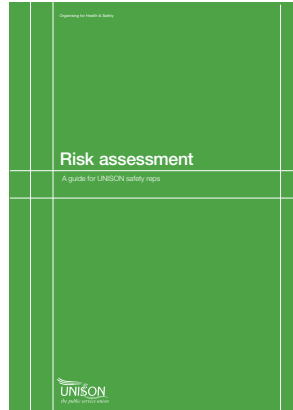 Organising for Health & Safety
Risk assessment
A guide for UNISON safety reps
UNISON
the public service union